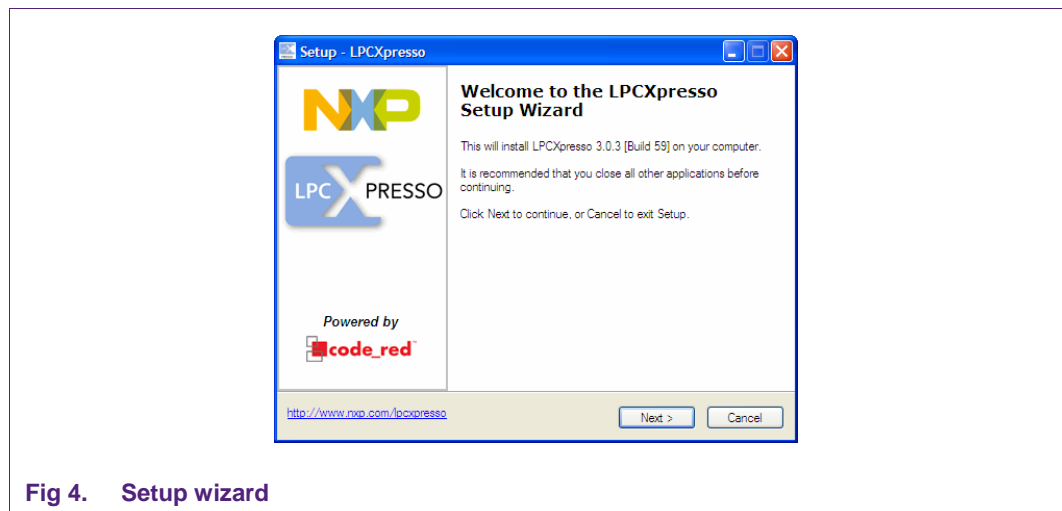 Setup - LPCXpresso
NXP
LPC XPRESSO
Powered by
code_red™
Welcome to the LPCXpresso
Setup Wizard
This will install LPCXpresso 3.0.3 [Build 59] on your computer.
It is recommended that you close all other applications before
continuing.
Click Next to continue, or Cancel to exit Setup.
http://www.nxp.com/lpcxpresso
Next >
Cancel
Fig 4. Setup wizard